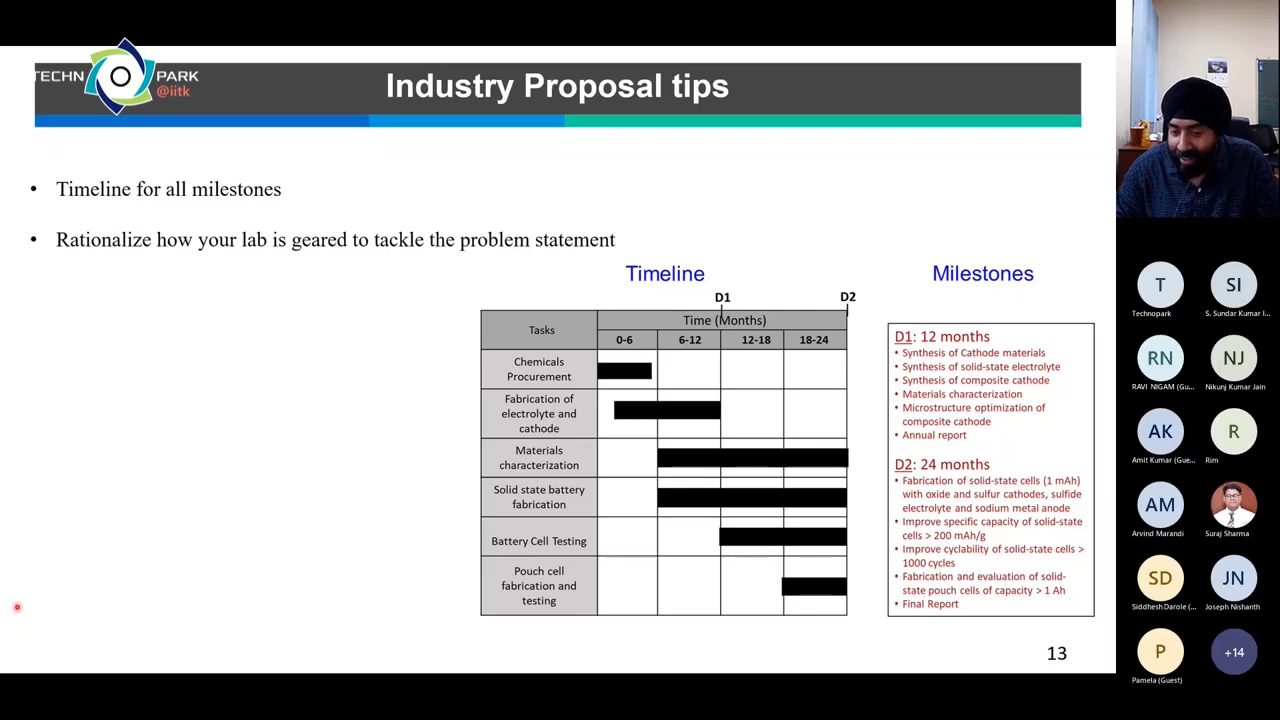 TECHN PARK
@iitk
Industry Proposal tips
• Timeline for all milestones
• Rationalize how your lab is geared to tackle the problem statement
Timeline
D1
D2
Tasks
Time (Months)
0-6
6-12
12-18
18-24
Chemicals
Procurement
Fabrication of
electrolyte and
cathode
Materials
characterization
Solid state battery
fabrication
Battery Cell Testing
Pouch cell
fabrication and
testing
Milestones
D1: 12 months
• Synthesis of Cathode materials
• Synthesis of solid-state electrolyte
• Synthesis of composite cathode
• Materials characterization
• Microstructure optimization of
composite cathode
• Annual report
D2: 24 months
• Fabrication of solid-state cells (1 mAh)
with oxide and sulfur cathodes, sulfide
electrolyte and sodium metal anode
• Improve specific capacity of solid-state
cells > 200 mAh/g
• Improve cyclability of solid-state cells >
1000 cycles
• Fabrication and evaluation of solid-
state pouch cells of capacity > 1 Ah
• Final Report
13
T
Technopark
SI
S. Sundar Kumar I...
RN
RAVI NIGAM (Gu...
NJ
Nikunj Kumar Jain
AK
Amit Kumar (Gue...
R
Rim
AM
Arvind Marandi
Suraj Sharma
SD
Siddhesh Darole (...
JN
Joseph Nishanth
P
Pamela (Guest)
+14